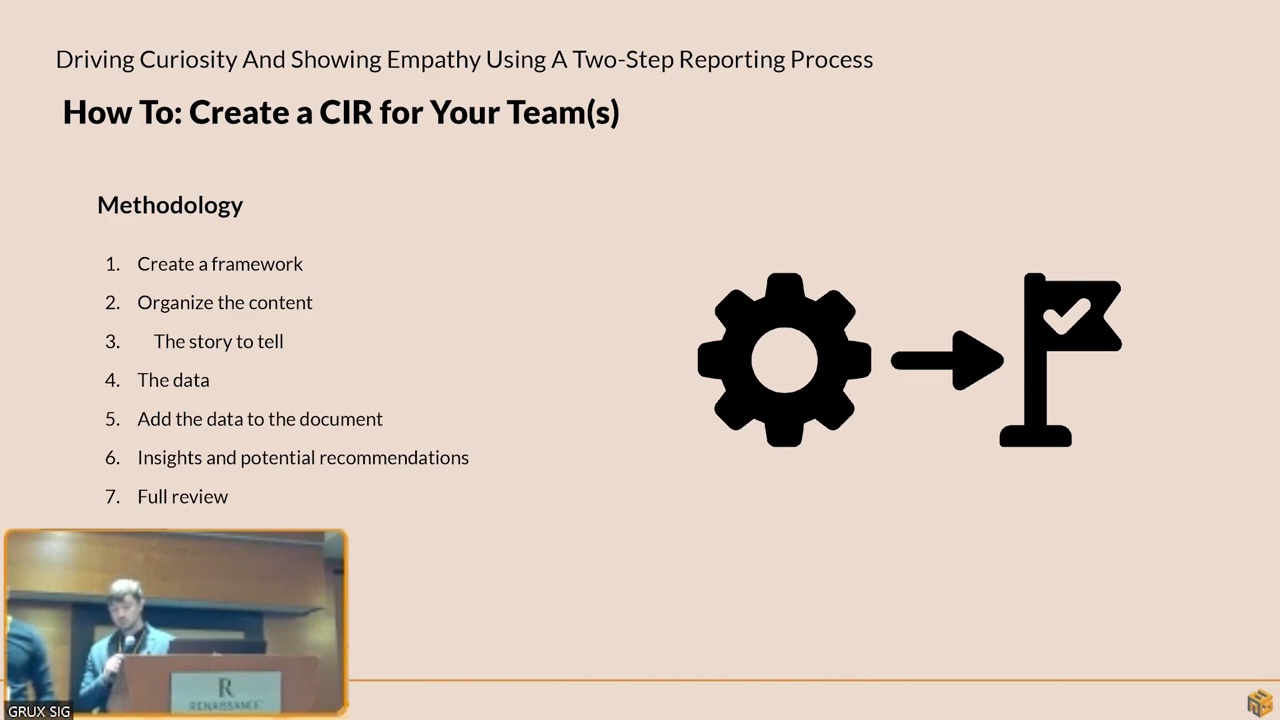 Driving Curiosity And Showing Empathy Using A Two-Step Reporting Process
How To: Create a CIR for Your Team(s)
Methodology
1. Create a framework
2. Organize the content
3. The story to tell
4. The data
5. Add the data to the document
6. Insights and potential recommendations
7. Full review
R
RENAISSANCE
GRUX SIG